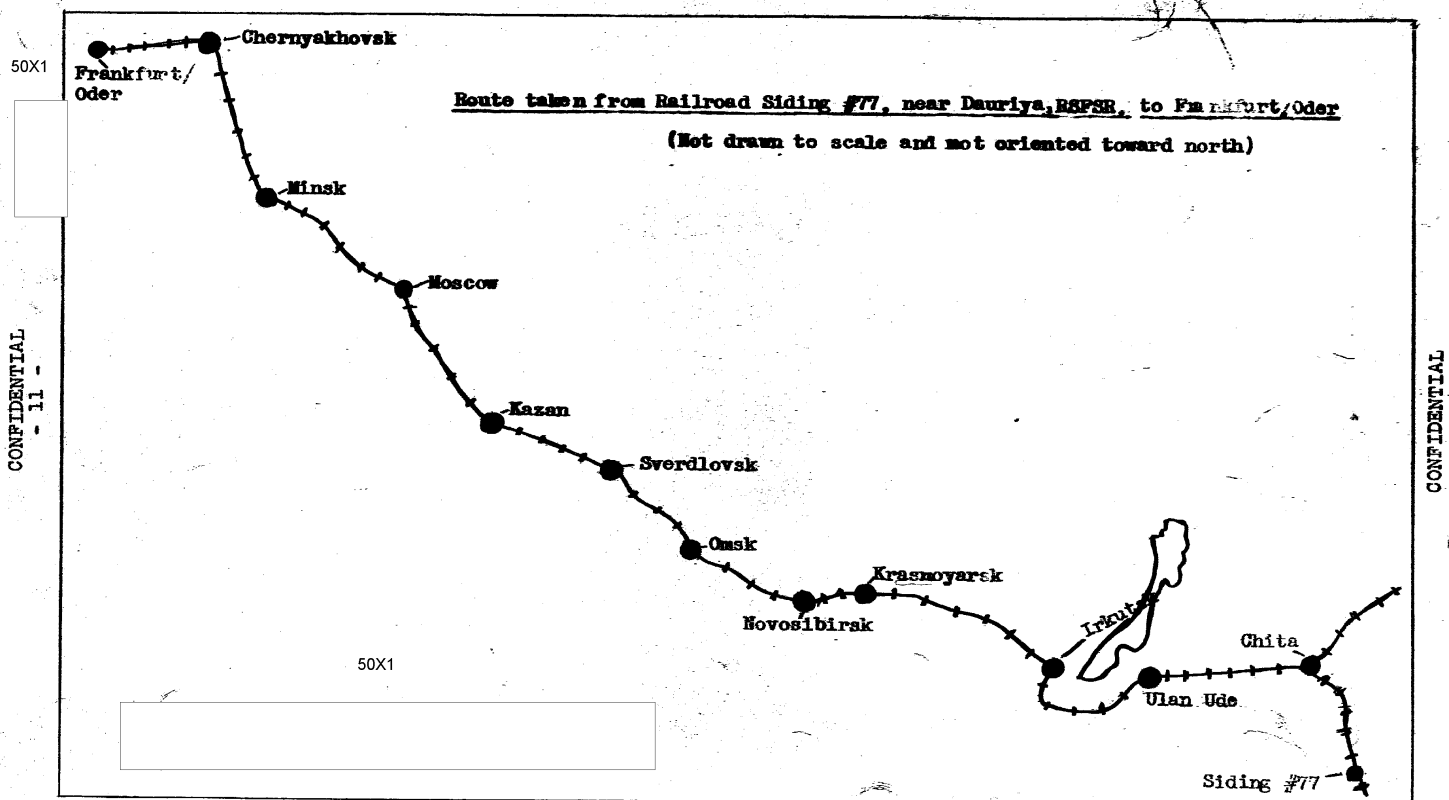 Chernyakhovsk
50X1
Frankfurt/
Oder
Route taken from Railroad Siding #77, near Dauriya,RSFSR, to Frankfurt/Oder
(Not drawn to scale and not oriented toward north)
Minsk
Moscow
CONFIDENTIAL
- 11 -
CONFIDENTIAL
Kazan
Sverdlovsk
Omsk
Krasnoyarsk
Novosibirsk
Irkutsk
Chita
50X1
Ulan Ude
Siding #77